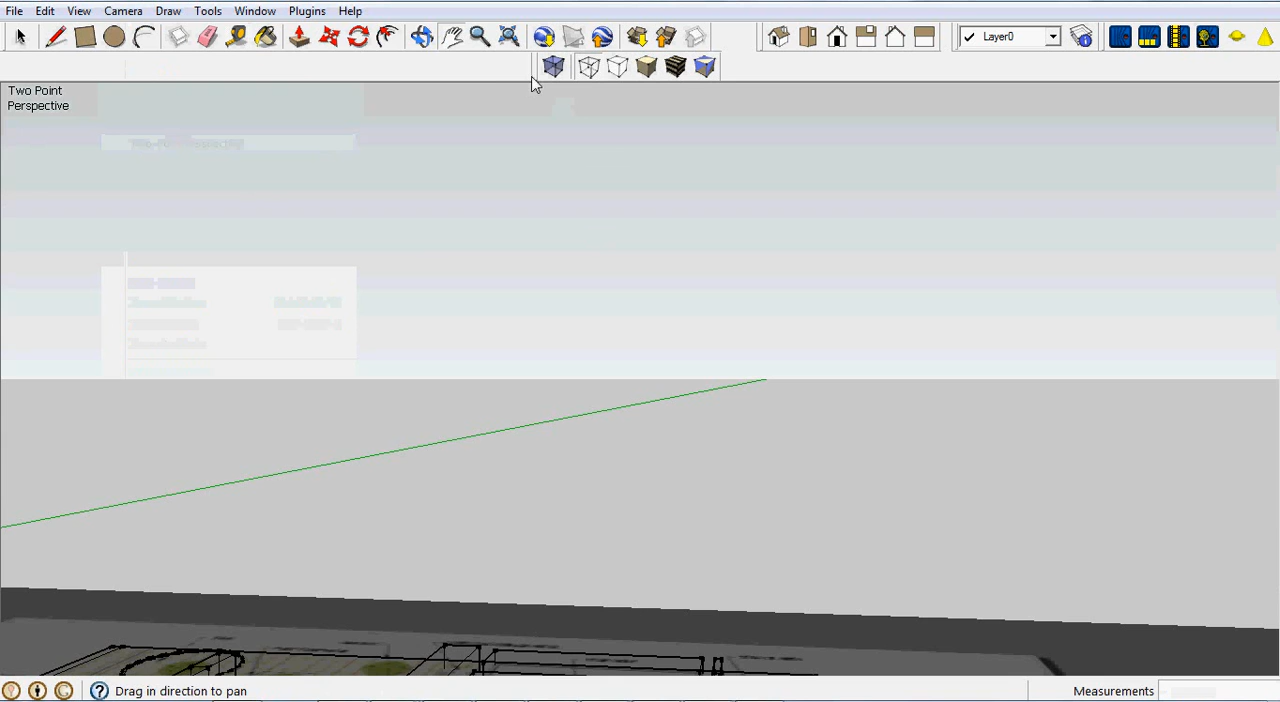 File Edit View Camera Draw Tools Window Plugins Help
Layer0
Two Point
Perspective
Drag in direction to pan
Measurements